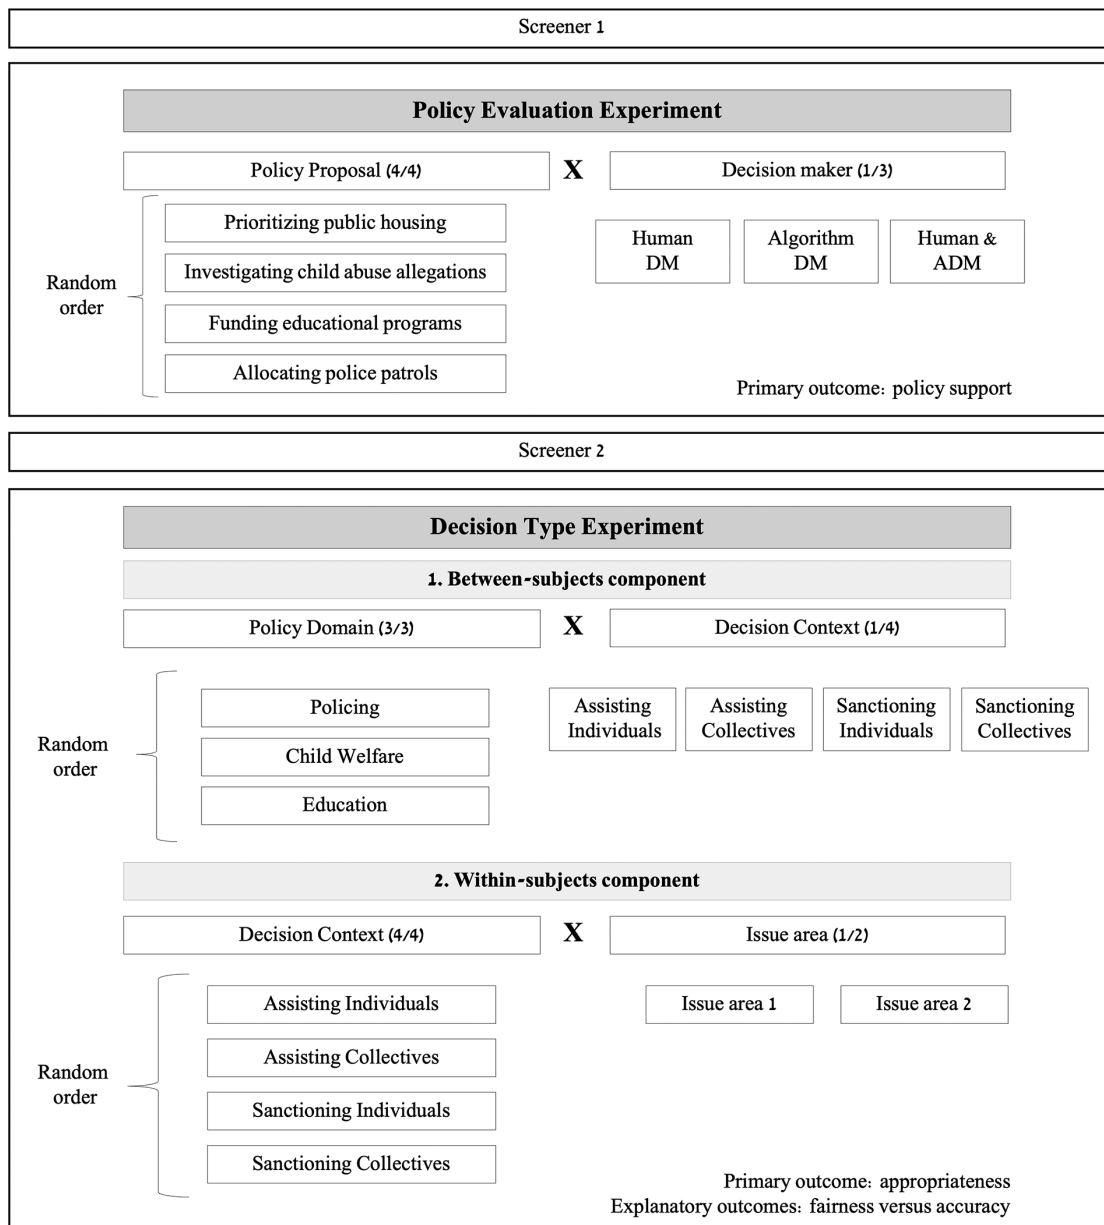 Screener 1
Policy Evaluation Experiment
Policy Proposal (4/4)
X
Decision maker (1/3)
Random
order
Prioritizing public housing
Investigating child abuse allegations
Funding educational programs
Allocating police patrols
Human
DM
Algorithm
DM
Human &
ADM
Primary outcome: policy support
Screener 2
Decision Type Experiment
1. Between-subjects component
Policy Domain (3/3)
X
Decision Context (1/4)
Random
order
Policing
Child Welfare
Education
Assisting
Individuals
Assisting
Collectives
Sanctioning
Individuals
Sanctioning
Collectives
2. Within-subjects component
Decision Context (4/4)
X
Issue area (1/2)
Random
order
Assisting Individuals
Assisting Collectives
Sanctioning Individuals
Sanctioning Collectives
Issue area 1
Issue area 2
Primary outcome: appropriateness
Explanatory outcomes: fairness versus accuracy